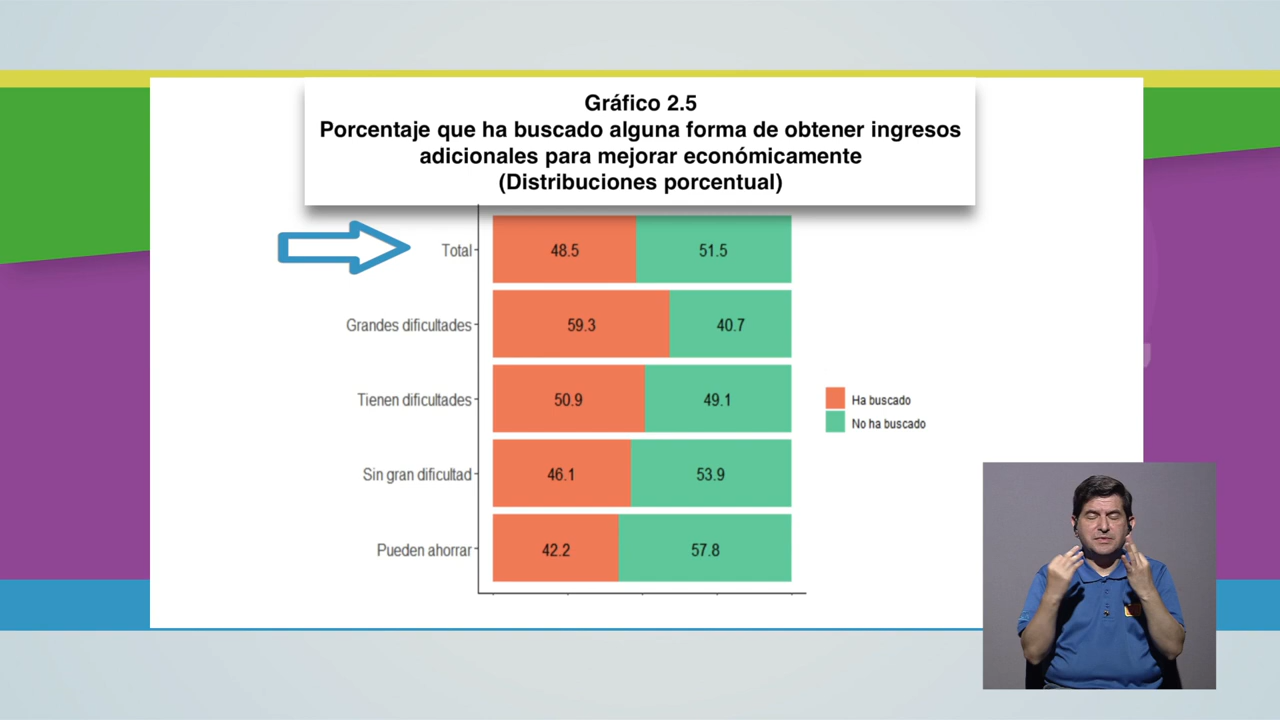 Gráfico 2.5
Porcentaje que ha buscado alguna forma de obtener ingresos
adicionales para mejorar económicamente
(Distribuciones porcentual)
Total 48.5 51.5
Grandes dificultades 59.3 40.7
Tienen dificultades 50.9 49.1
Sin gran dificultad 46.1 53.9
Pueden ahorrar 42.2 57.8
Ha buscado
No ha buscado